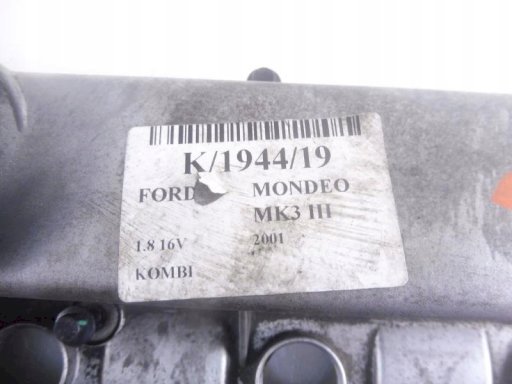 K/1944/19
FORD MONDEO
MK3 III
1.8 16V 2001
KOMBI